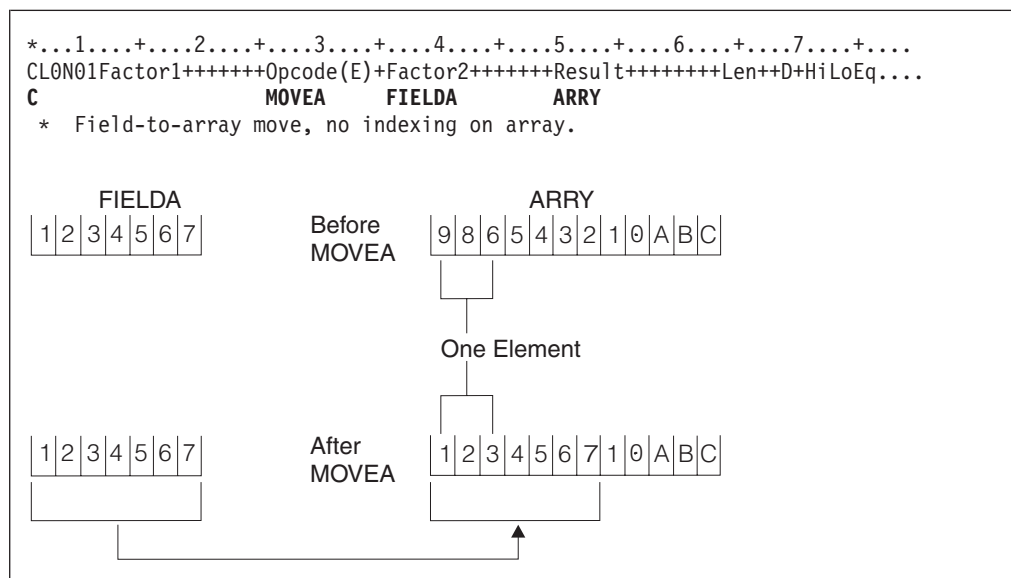 *...1....+....2....+....3....+....4....+....5....+....6....+....7....+....
CL0N01Factor1+++++++Opcode(E)+Factor2+++++++Result++++++++Len++D+HiLoEq....
C                   MOVEA     FIELDA        ARRY
 *  Field-to-array move, no indexing on array.
FIELDA ARRY
1 2 3 4 5 6 7 Before MOVEA 9 8 6 5 4 3 2 1 0 A B C
One Element
1 2 3 4 5 6 7 After MOVEA 1 2 3 4 5 6 7 1 0 A B C